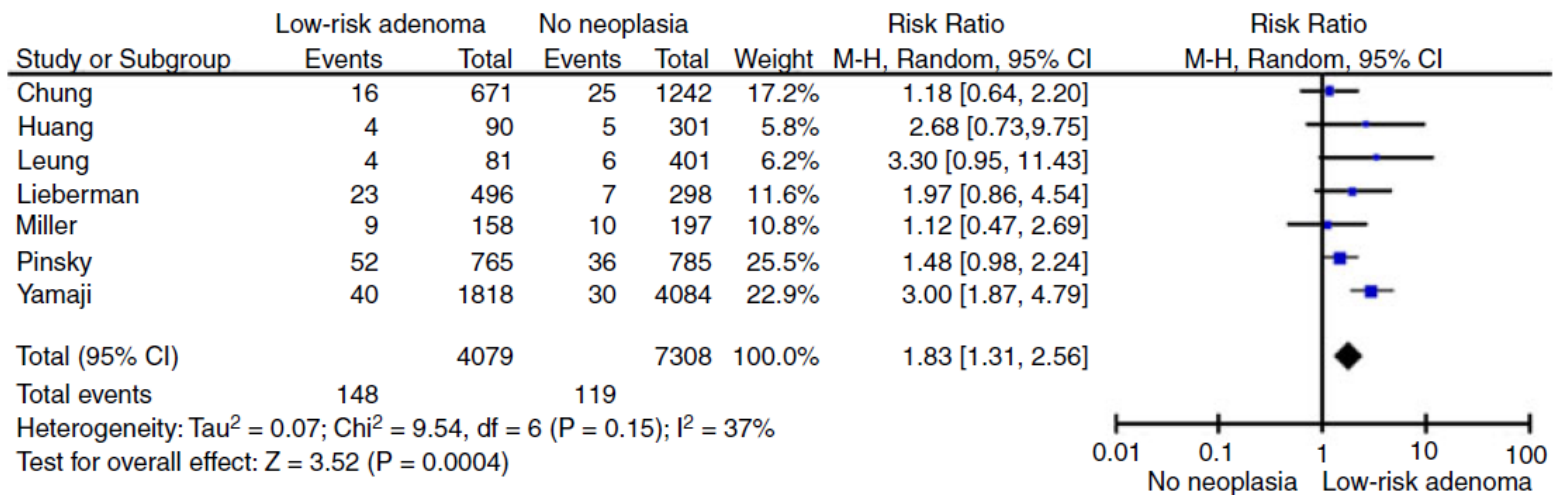 Low-risk adenoma No neoplasia Risk Ratio Risk Ratio
Study or Subgroup Events Total Events Total Weight M-H, Random, 95% CI M-H, Random, 95% CI
Chung 16 671 25 1242 17.2% 1.18 [0.64, 2.20]
Huang 4 90 5 301 5.8% 2.68 [0.73,9.75]
Leung 4 81 6 401 6.2% 3.30 [0.95, 11.43]
Lieberman 23 496 7 298 11.6% 1.97 [0.86, 4.54]
Miller 9 158 10 197 10.8% 1.12 [0.47, 2.69]
Pinsky 52 765 36 785 25.5% 1.48 [0.98, 2.24]
Yamaji 40 1818 30 4084 22.9% 3.00 [1.87, 4.79]
Total (95% CI) 4079 7308 100.0% 1.83 [1.31, 2.56]
Total events 148 119
Heterogeneity: Tau² = 0.07; Chi² = 9.54, df = 6 (P = 0.15); I² = 37%
Test for overall effect: Z = 3.52 (P = 0.0004)
0.01 0.1 1 10 100
No neoplasia Low-risk adenoma